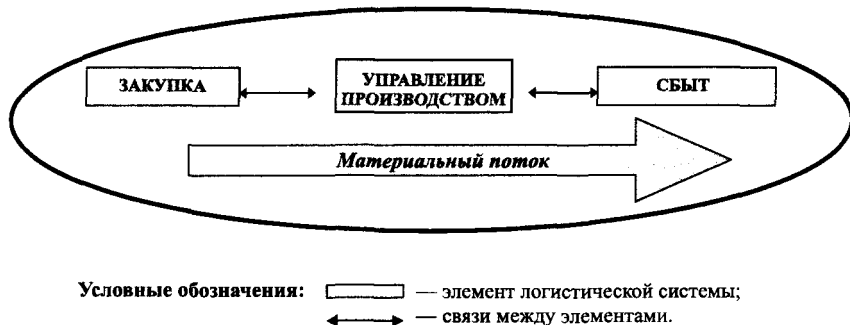 ЗАКУПКА
УПРАВЛЕНИЕ
ПРОИЗВОДСТВОМ
СБЫТ
Материальный поток
Условные обозначения:
— элемент логистической системы;
— связи между элементами.